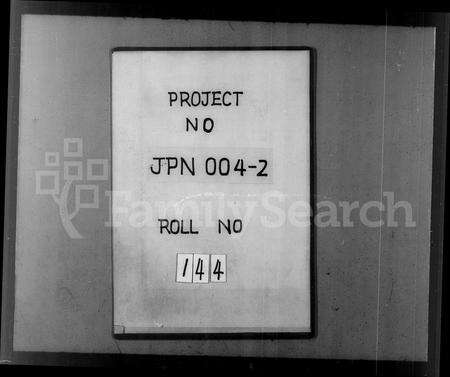 PROJECT
NO
JPN 004-2
FamilySearch
ROLL NO
144